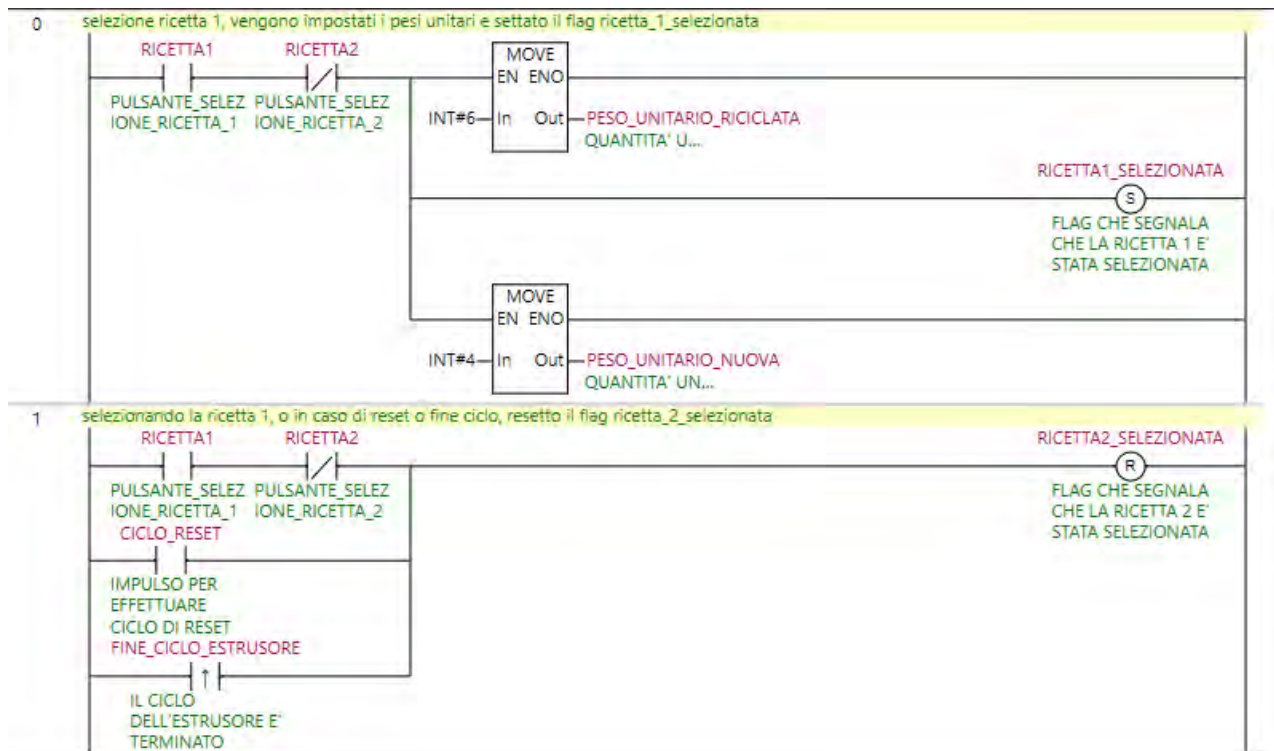 0
selezione ricetta 1, vengono impostati i pesi unitari e settato il flag ricetta_1_selezionata
RICETTA1 RICETTA2
PULSANTE_SELEZ PULSANTE_SELEZ
IONE_RICETTA_1 IONE_RICETTA_2
MOVE
EN ENO
INT#6 In Out PESO_UNITARIO_RICICLATA
QUANTITA' U...
RICETTA1_SELEZIONATA
S
FLAG CHE SEGNALA
CHE LA RICETTA 1 E'
STATA SELEZIONATA
MOVE
EN ENO
INT#4 In Out PESO_UNITARIO_NUOVA
QUANTITA' UN...
1
selezionando la ricetta 1, o in caso di reset o fine ciclo, resetto il flag ricetta_2_selezionata
RICETTA1 RICETTA2
PULSANTE_SELEZ PULSANTE_SELEZ
IONE_RICETTA_1 IONE_RICETTA_2
RICETTA2_SELEZIONATA
R
FLAG CHE SEGNALA
CHE LA RICETTA 2 E'
STATA SELEZIONATA
CICLO_RESET
IMPULSO PER
EFFETTUARE
CICLO DI RESET
FINE_CICLO_ESTRUSORE
↑
IL CICLO
DELL'ESTRUSORE E'
TERMINATO